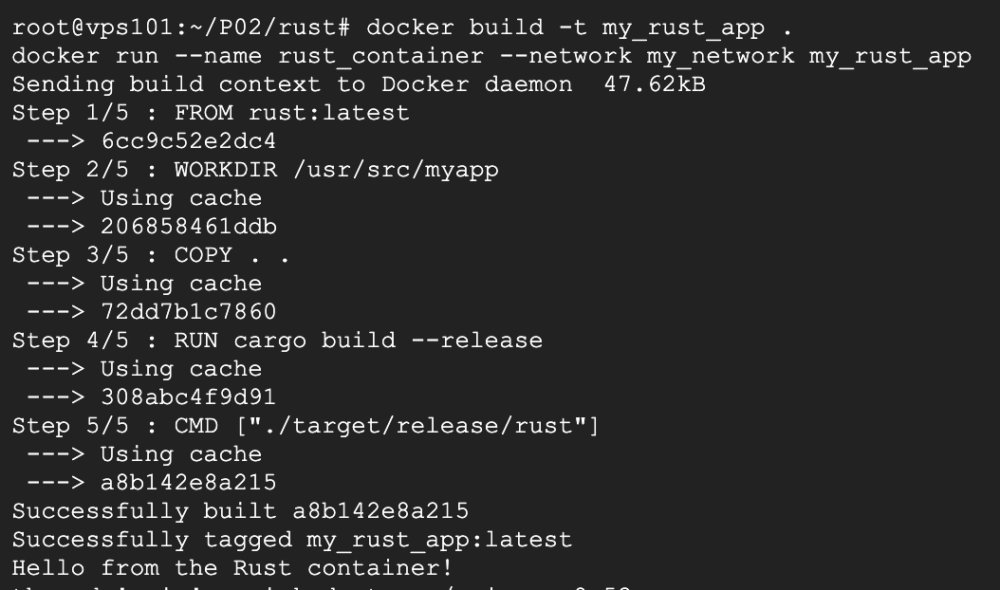 root@vps101:~/P02/rust# docker build -t my_rust_app .
docker run --name rust_container --network my_network my_rust_app
Sending build context to Docker daemon  47.62kB
Step 1/5 : FROM rust:latest
 ---> 6cc9c52e2dc4
Step 2/5 : WORKDIR /usr/src/myapp
 ---> Using cache
 ---> 206858461ddb
Step 3/5 : COPY . .
 ---> Using cache
 ---> 72dd7b1c7860
Step 4/5 : RUN cargo build --release
 ---> Using cache
 ---> 308abc4f9d91
Step 5/5 : CMD ["./target/release/rust"]
 ---> Using cache
 ---> a8b142e8a215
Successfully built a8b142e8a215
Successfully tagged my_rust_app:latest
Hello from the Rust container!